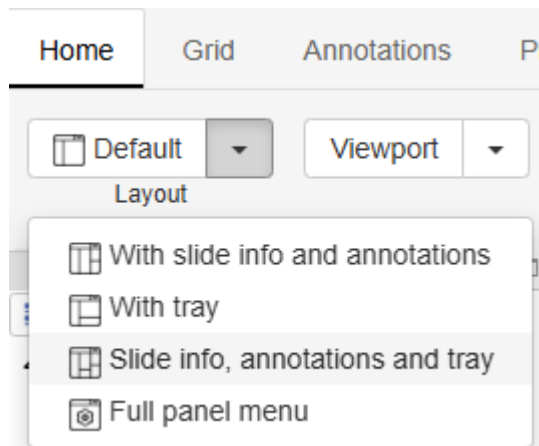 Home Grid Annotations P
Default Viewport
Layout
With slide info and annotations
With tray
Slide info, annotations and tray
Full panel menu